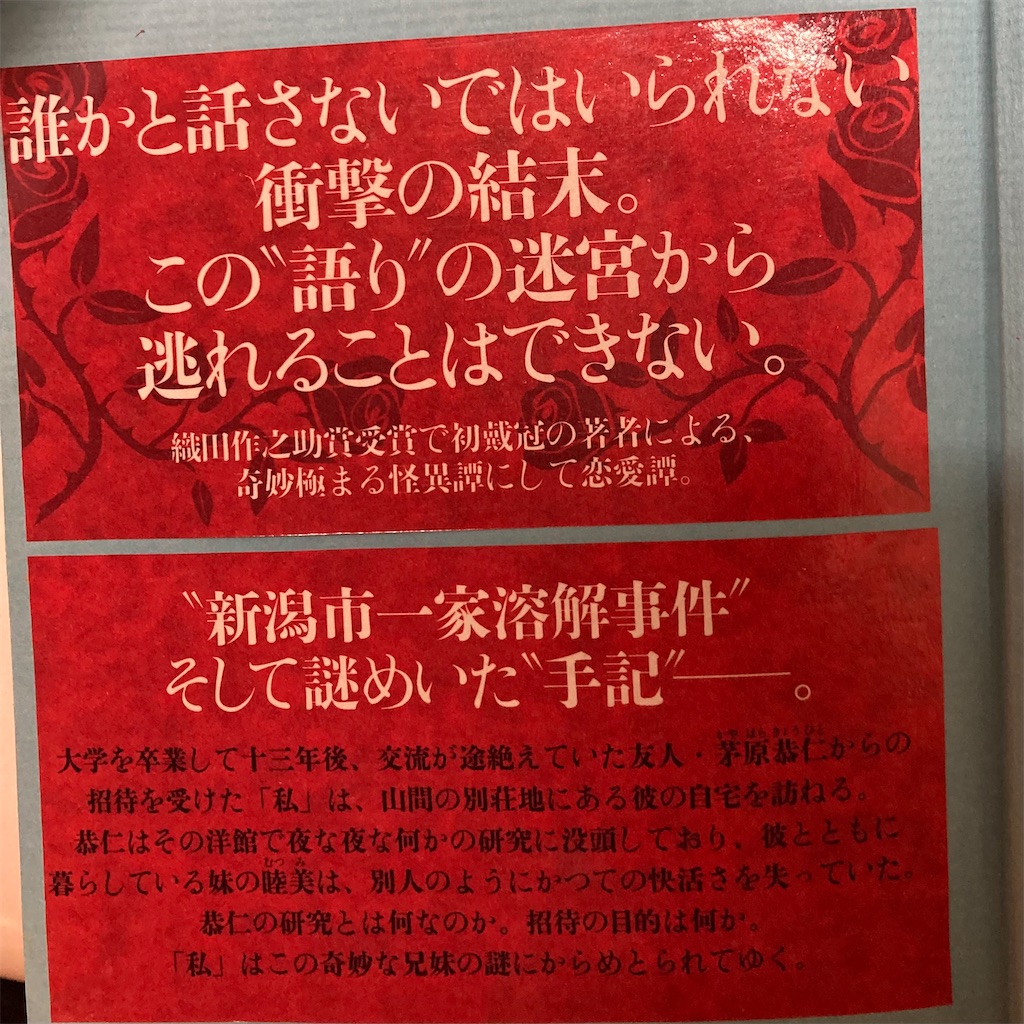 誰かと話さないではいられない
衝撃の結末。
この〝語り〟の迷宮から
逃れることはできない。
織田作之助賞受賞で初戴冠の著者による、
奇妙極まる怪異譚にして恋愛譚。
〝新潟市一家溶解事件〟
そして謎めいた〝手記〟――。
大学を卒業して十三年後、交流が途絶えていた友人・茅原恭仁からの
招待を受けた「私」は、山間の別荘地にある彼の自宅を訪ねる。
恭仁はその洋館で夜な夜な何かの研究に没頭しており、彼とともに
暮らしている妹の睦美は、別人のようにかつての快活さを失っていた。
恭仁の研究とは何なのか。招待の目的は何か。
「私」はこの奇妙な兄妹の謎にからめとられてゆく。